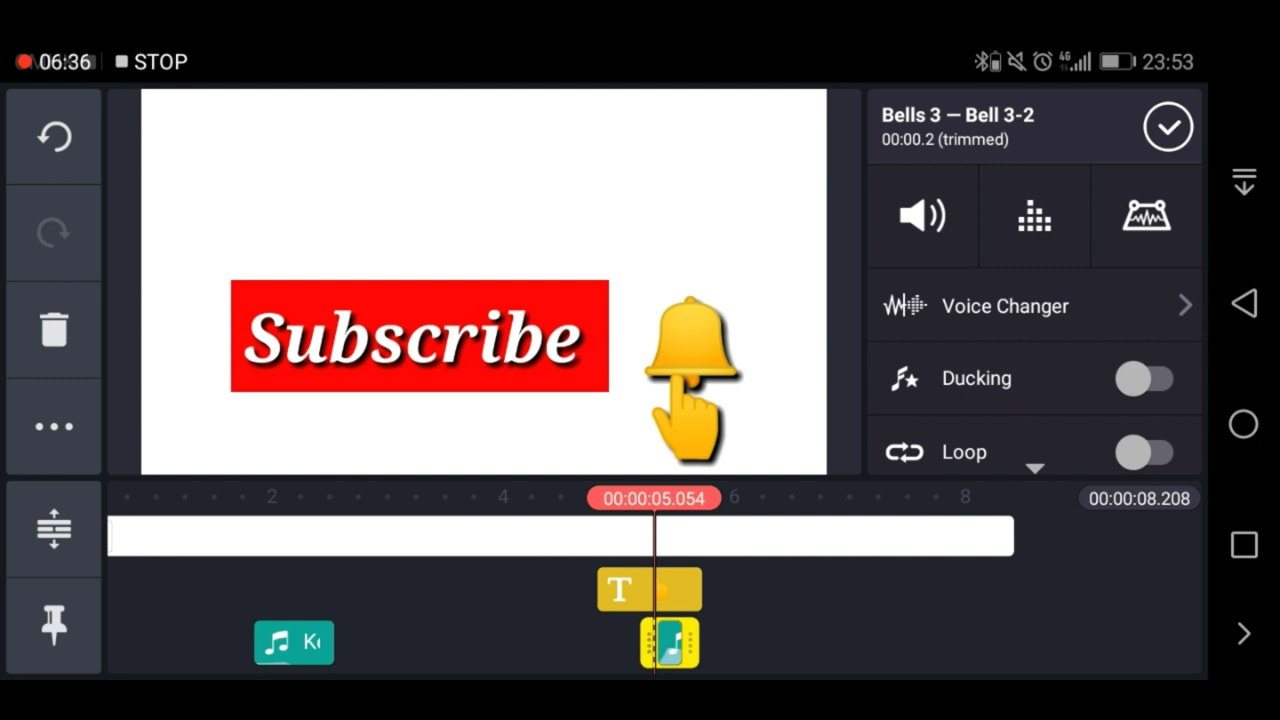 06:36 STOP
4G 23:53
Bells 3 — Bell 3-2
00:00.2 (trimmed)
Voice Changer
Subscribe
Ducking
Loop
2 4 00:00:05.054 6 8 00:00:08.208
T